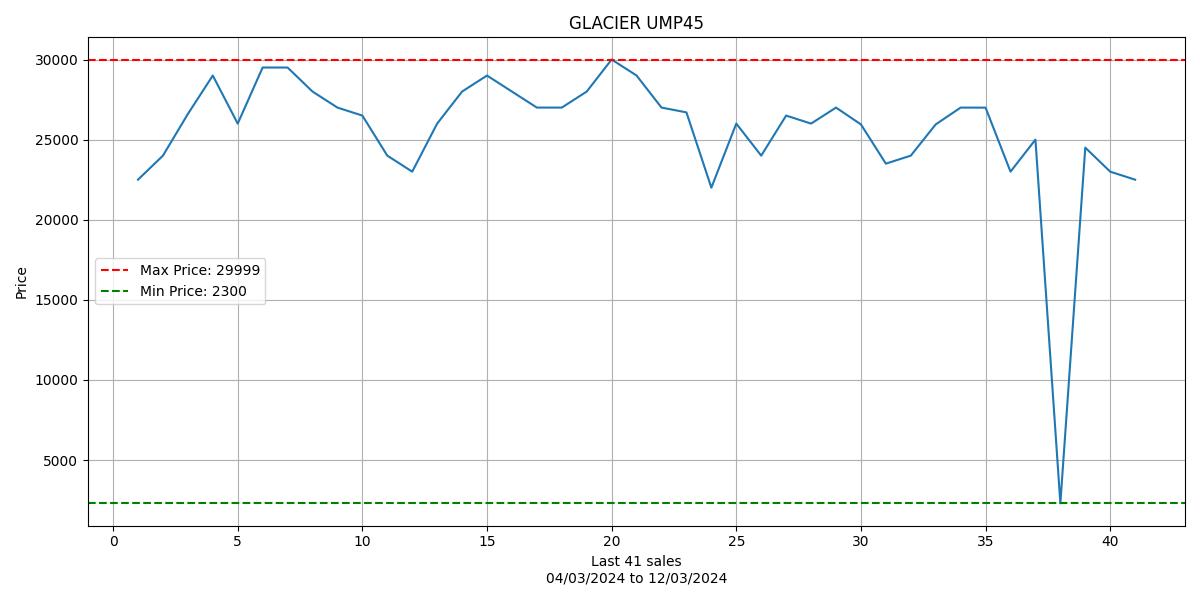 GLACIER UMP45
30000
25000
20000
15000
10000
5000
Price
Max Price: 29999
Min Price: 2300
0 5 10 15 20 25 30 35 40
Last 41 sales
04/03/2024 to 12/03/2024